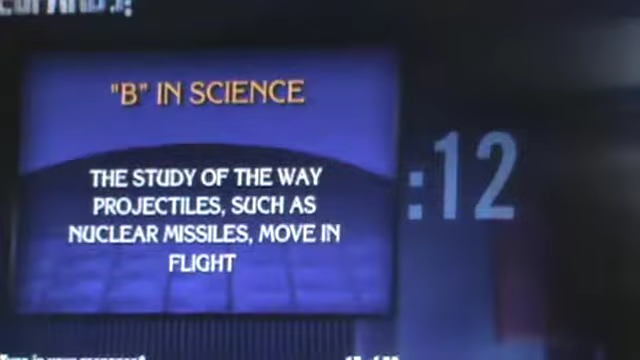 "B" IN SCIENCE
THE STUDY OF THE WAY
PROJECTILES, SUCH AS
NUCLEAR MISSILES, MOVE IN
FLIGHT
:12